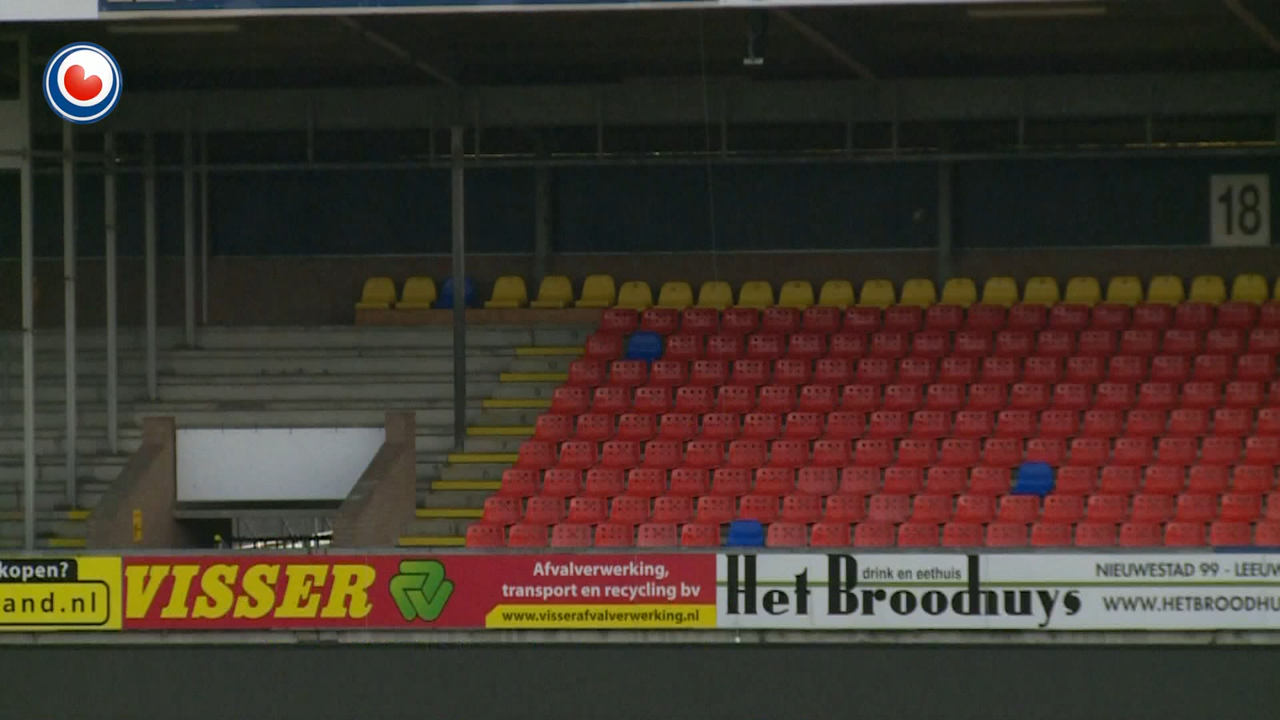 18
kopen?
and.nl
VISSER
Afvalverwerking,
transport en recycling bv
www.visserafvalverwerking.nl
Het Broodhuys
drink en eethuis
NIEUWESTAD 99 - LEEUW
WWW.HETBROODHU